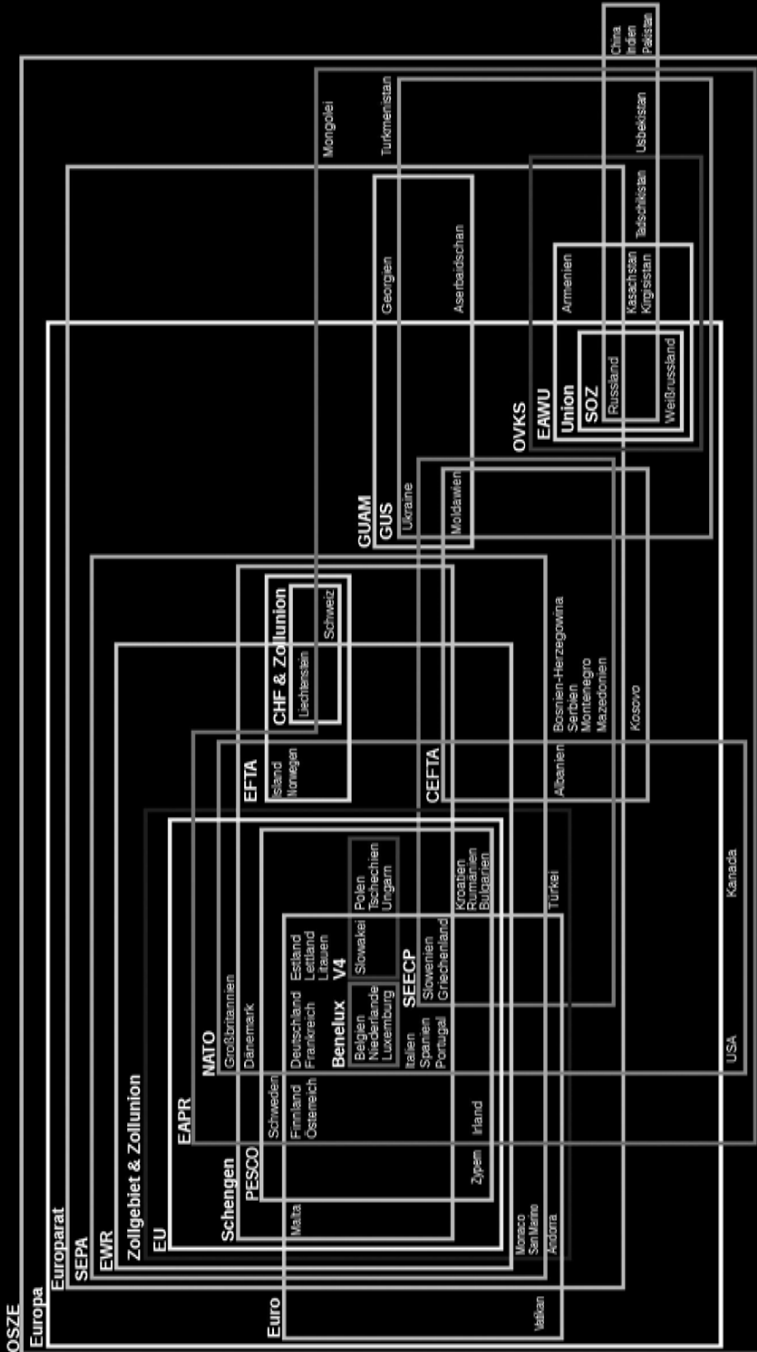 OSZE
Europa
Europarat
SEPA
EWR
Zollgebiet & Zollunion
EU
EAPR
NATO
Großbritannien
Dänemark
Schengen
PESCO
Schweden
Euro
Malta
Finnland
Österreich
Deutschland
Frankreich
Estland
Lettland
Litauen
Benelux
Belgien
Niederlande
Luxemburg
V4
Slowakei
Polen
Tschechien
Ungarn
Italien
Spanien
Portugal
SEECP
Slowenien
Griechenland
Kroatien
Rumänien
Bulgarien
Zypern
Irland
Monaco
San Marino
Andorra
Vatikan
Türkei
EFTA
Island
Norwegen
CHF & Zollunion
Liechtenstein
Schweiz
CEFTA
Albanien
Bosnien-Herzegowina
Serbien
Montenegro
Mazedonien
Kosovo
Moldawien
GUAM
GUS
Ukraine
Georgien
Aserbaidschan
Mongolei
Turkmenistan
OVKS
EAWU
Union
SOZ
Russland
Weißrussland
Armenien
Kasachstan
Kirgisistan
Tadschikistan
Usbekistan
China
Indien
Pakistan
USA
Kanada